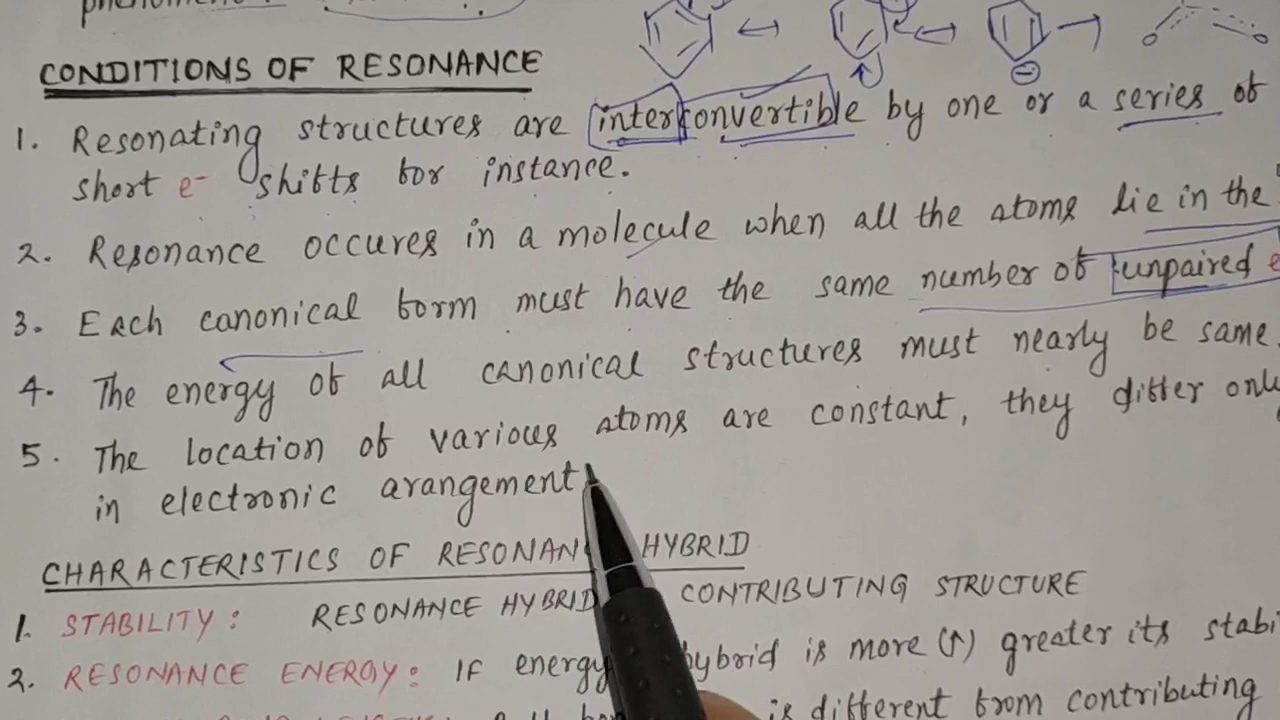 phenomenon
CONDITIONS OF RESONANCE
1. Resonating structures are interconvertible by one or a series of
short e- shifts for instance.
2. Resonance occures in a molecule when all the atoms lie in the
3. Each canonical form must have the same number of unpaired e
4. The energy of all canonical structures must nearly be same.
5. The location of various atoms are constant, they differ only
in electronic arangement
CHARACTERISTICS OF RESONAN HYBRID
1. STABILITY: RESONANCE HYBRID CONTRIBUTING STRUCTURE
2. RESONANCE ENERGY: IF energy hybrid is more (↑) greater its stabi
is different from contributing